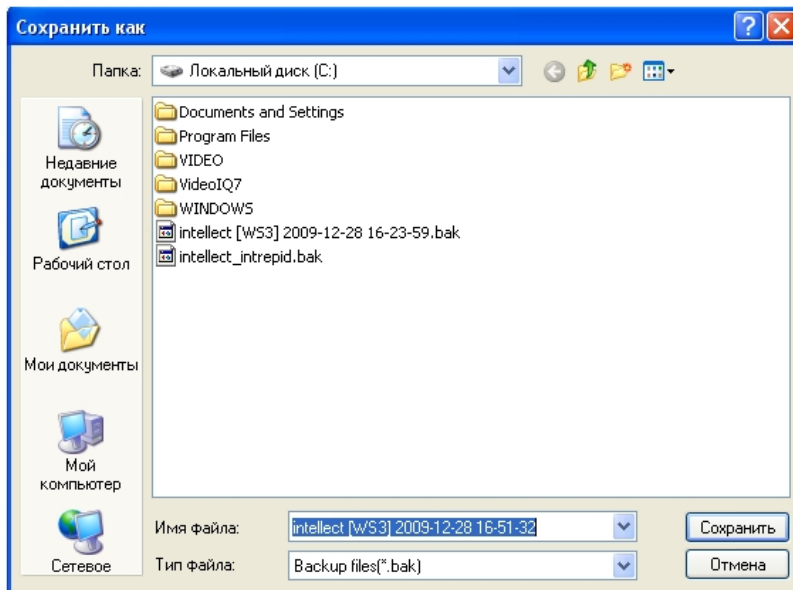 Сохранить как
Папка:
Локальный диск (C:)
Недавние
документы
Рабочий стол
Мои документы
Мой
компьютер
Сетевое
Documents and Settings
Program Files
VIDEO
VideoIQ7
WINDOWS
intellect [WS3] 2009-12-28 16-23-59.bak
intellect_intrepid.bak
Имя файла:
intellect [WS3] 2009-12-28 16-51-32
Сохранить
Тип файла:
Backup files(*.bak)
Отмена